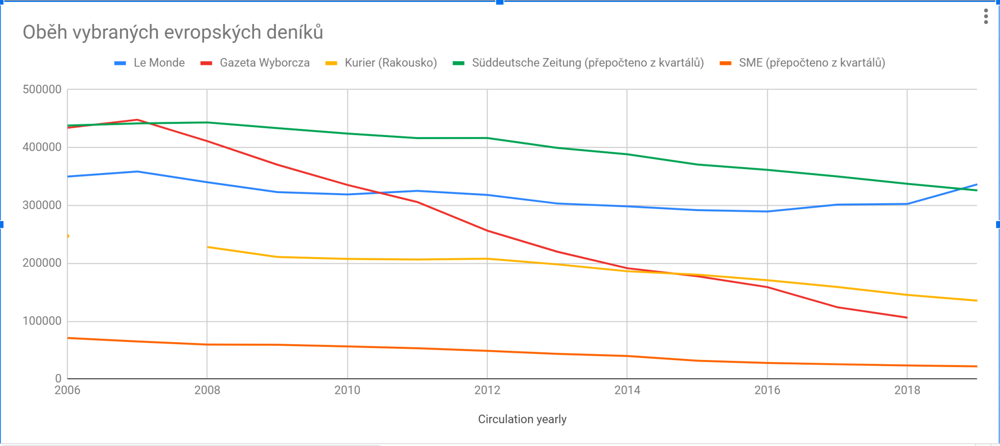 Oběh vybraných evropských deníků
Le Monde Gazeta Wyborcza Kurier (Rakousko) Süddeutsche Zeitung (přepočteno z kvartálů) SME (přepočteno z kvartálů)
500000
400000
300000
200000
100000
0
2006 2008 2010 2012 2014 2016 2018
Circulation yearly